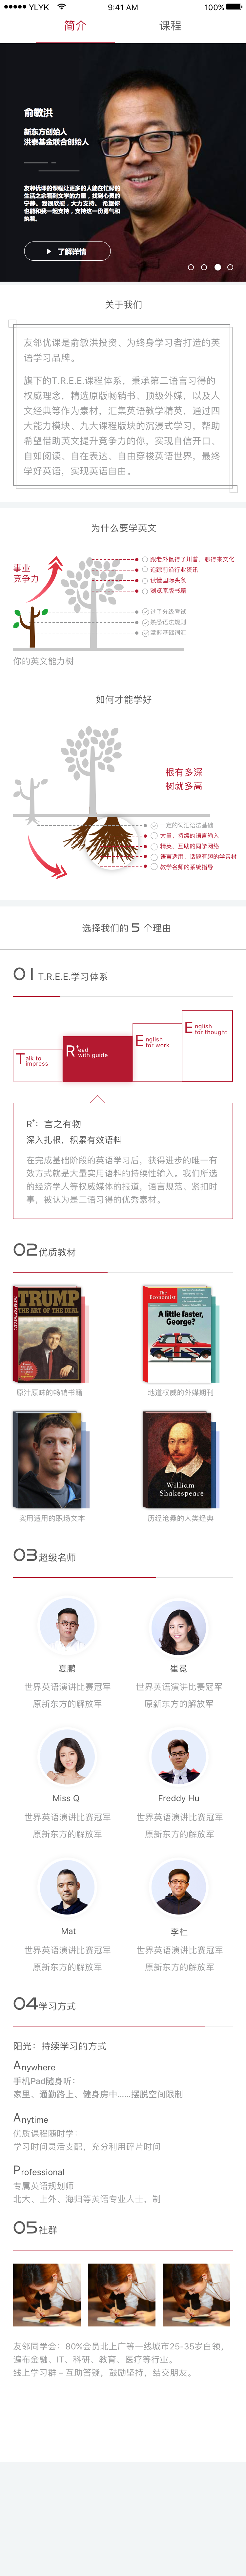 YLYK
9:41 AM
100%
简介
课程
俞敏洪
新东方创始人
洪泰基金联合创始人
友邻优课的课程让更多的人能在忙碌的
生活之余看到文字的力量，找到心灵的
宁静。我很欣慰，大力支持。希望你
也跟和我一起支持，支持这一份勇气和
执着。
了解详情
关于我们
友邻优课是俞敏洪投资、为终身学习者打造的英
语学习品牌。
旗下的T.R.E.E.课程体系，秉承第二语言习得的
权威理念，精选原版畅销书、顶级外媒，以及人
文经典等作为素材，汇集英语教学精英，通过四
大能力模块、九大课程版块的沉浸式学习，帮助
希望借助英文提升竞争力的你，实现自信开口、
自如阅读、自在表达、自由穿梭英语世界，最终
学好英语，实现英语自由。
为什么要学英文
事业
竞争力
跟老外侃得了川普，聊得来文化
追踪前沿行业资讯
读懂国际头条
浏览原版书籍
过了分级考试
熟悉语法规则
掌握基础词汇
你的英文能力树
如何才能学好
根有多深
树就多高
一定的词汇语法基础
大量、持续的语言输入
精英、互助的同学网络
语言适用、话题有趣的学素材
教学名师的系统指导
选择我们的 5 个理由
01 T.R.E.E.学习体系
Talk to
impress
R+ead
with guide
English
for work
English
for thought
R+：言之有物
深入扎根，积累有效语料
在完成基础阶段的英语学习后，获得进步的唯一有
效方式就是大量实用语料的持续性输入。我们所选
的经济学人等权威媒体的报道，语言规范、紧扣时
事，被认为是二语习得的优秀素材。
02 优质教材
TRUMP
THE ART OF THE DEAL
The
Economist
A little faster,
George?
原汁原味的畅销书籍
地道权威的外媒期刊
William
Shakespeare
实用适用的职场文本
历经沧桑的人类经典
03 超级名师
夏鹏
崔冕
世界英语演讲比赛冠军
世界英语演讲比赛冠军
原新东方的解放军
原新东方的解放军
Miss Q
Freddy Hu
世界英语演讲比赛冠军
世界英语演讲比赛冠军
原新东方的解放军
原新东方的解放军
Mat
李杜
世界英语演讲比赛冠军
世界英语演讲比赛冠军
原新东方的解放军
原新东方的解放军
04 学习方式
阳光：持续学习的方式
Anywhere
手机Pad随身听：
家里、通勤路上、健身房中......摆脱空间限制
Anytime
优质课程随时学：
学习时间灵活支配，充分利用碎片时间
Professional
专属英语规划师
北大、上外、海归等英语专业人士，制
05 社群
友邻同学会：80%会员北上广等一线城市25-35岁白领，
遍布金融、IT、科研、教育、医疗等行业。
线上学习群 – 互助答疑，鼓励坚持，结交朋友。